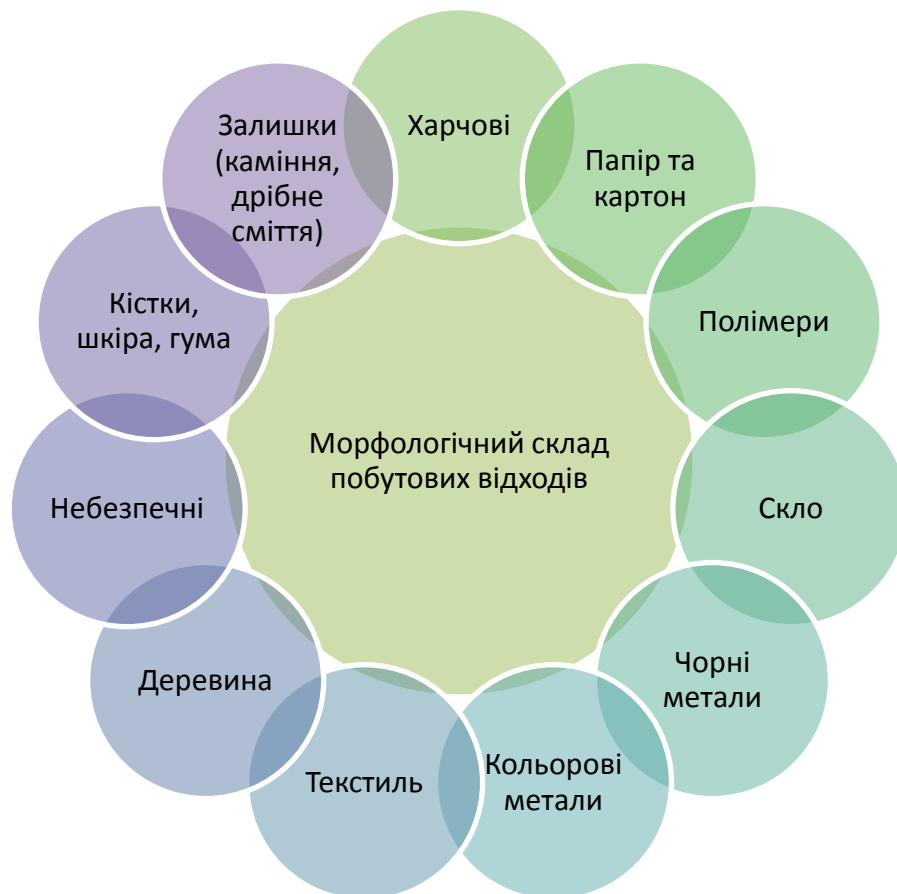 Харчові
Папір та
картон
Полімери
Скло
Чорні
метали
Кольорові
метали
Текстиль
Деревина
Небезпечні
Кістки,
шкіра, гума
Залишки
(каміння,
дрібне
сміття)
Морфологічний склад
побутових відходів